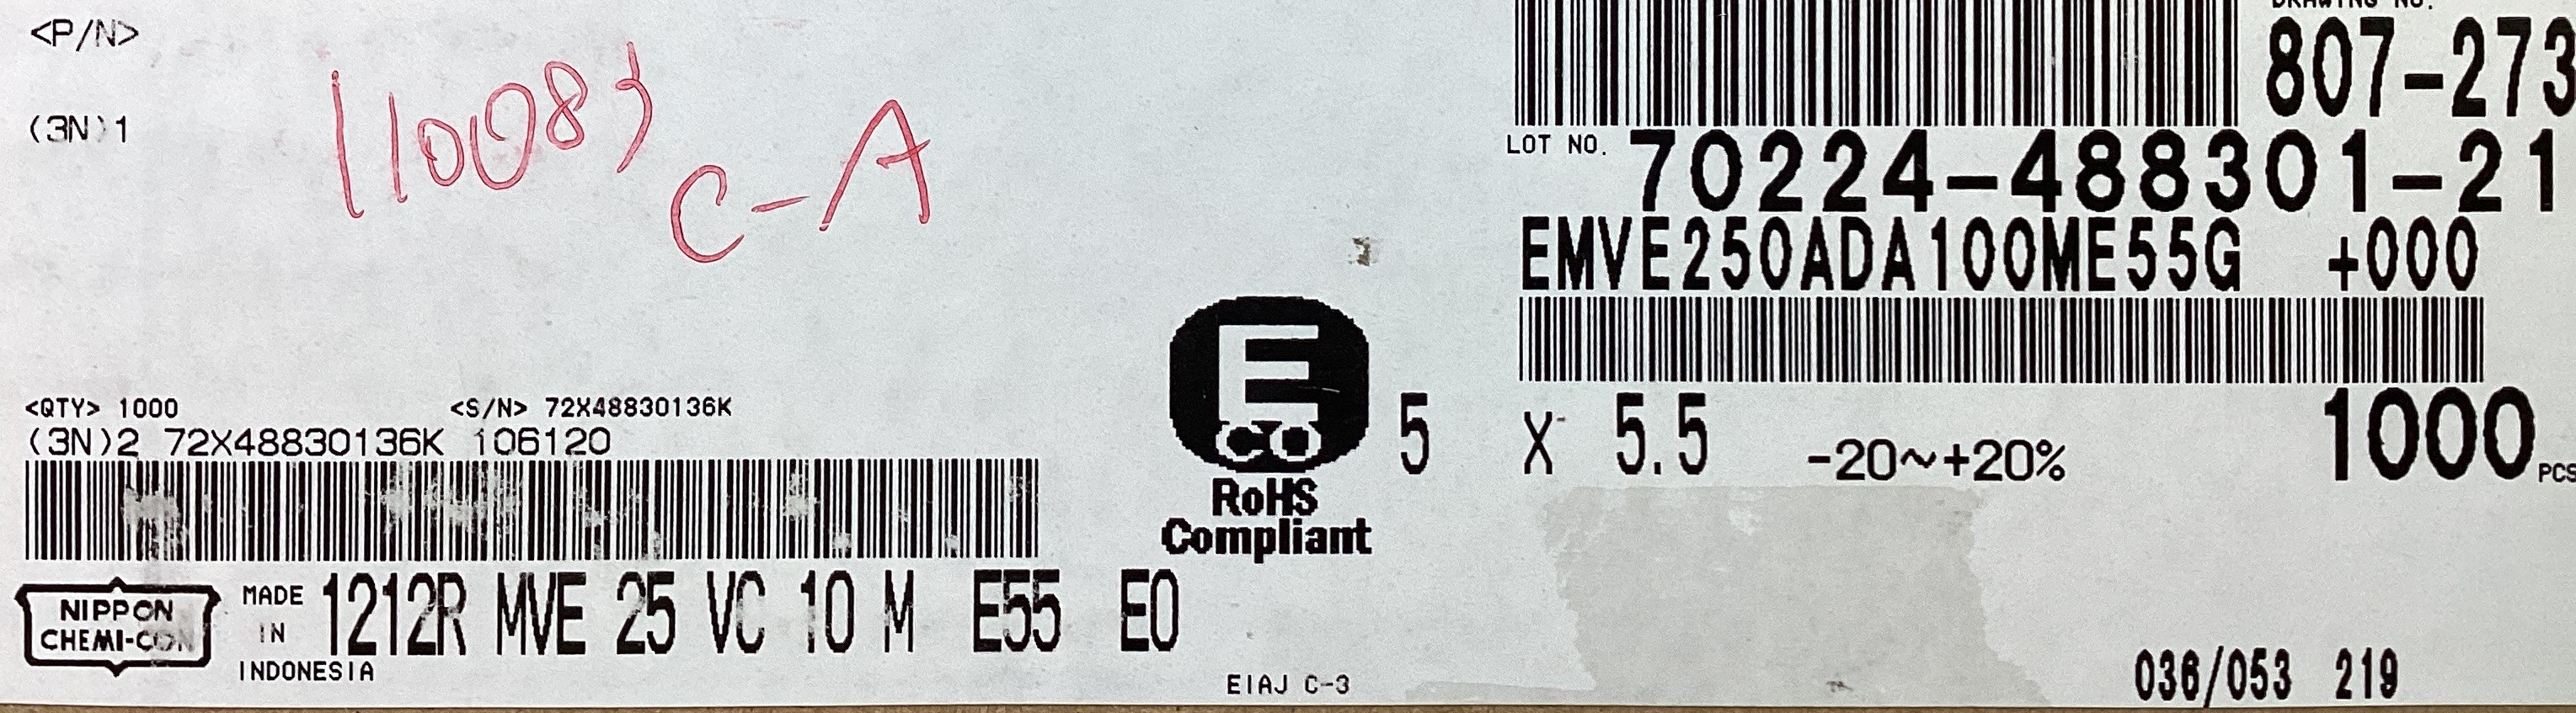 <P/N>
(3N)1
110083
C-A
<QTY> 1000 <S/N> 72X48830136K
(3N)2 72X48830136K 106120
NIPPON
CHEMI-CON
MADE
IN
INDONESIA
1212R MVE 25 VC 10 M E55 E0
Eco
RoHS
Compliant
EIAJ C-3
DRAWING NO.
807-273
LOT NO. 70224-488301-21
EMVE250ADA100ME55G +000
5 X 5.5 -20~+20% 1000 PCS
036/053 219